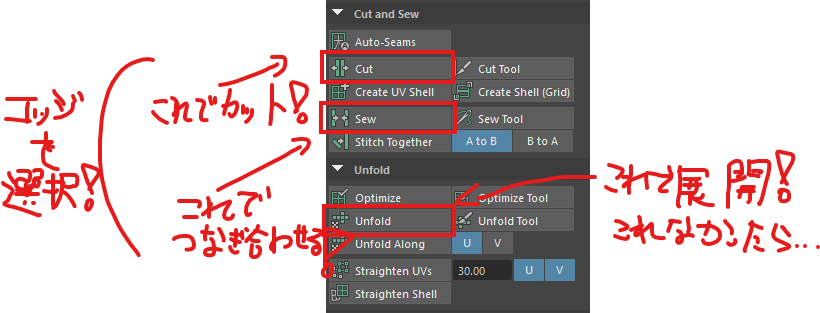 エッジ
を
選択!
これでカット!
これで
つなぎ合わせる。
Cut and Sew
Auto-Seams
Cut
Cut Tool
Create UV Shell
Create Shell (Grid)
Sew
Sew Tool
Stitch Together
A to B
B to A
Unfold
Optimize
Optimize Tool
Unfold
Unfold Tool
Unfold Along
U
V
Straighten UVs
30.00
U
V
Straighten Shell
これで展開!
これなかったら...